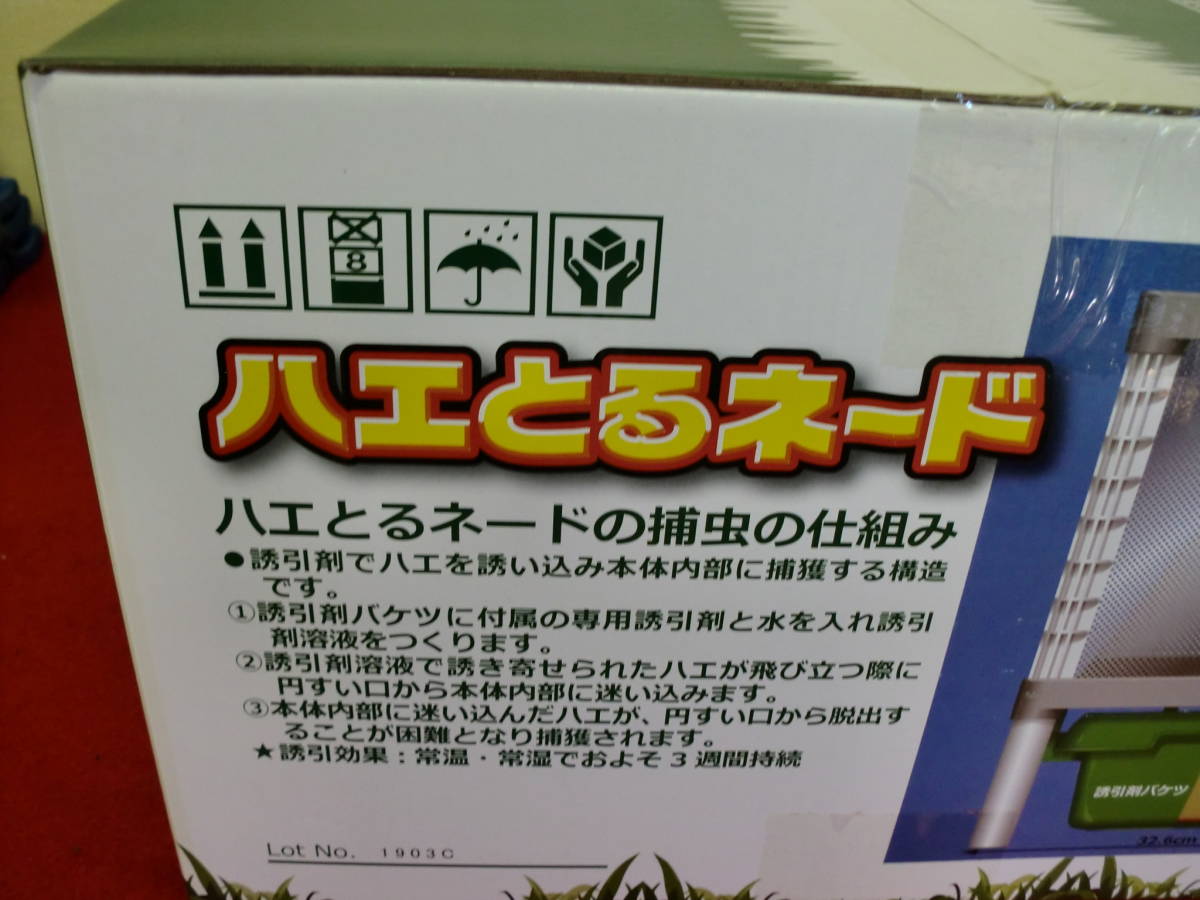 8
ハエとるネード
ハエとるネードの捕虫の仕組み
●誘引剤でハエを誘い込み本体内部に捕獲する構造
です。
①誘引剤バケツに付属の専用誘引剤と水を入れ誘引
剤溶液をつくります。
②誘引剤溶液で誘き寄せられたハエが飛び立つ際に
円すい口から本体内部に迷い込みます。
③本体内部に迷い込んだハエが、円すい口から脱出す
ることが困難となり捕獲されます。
★誘引効果：常温・常湿でおよそ3週間持続
誘引剤バケツ
32.6cm
Lot No. 1903C